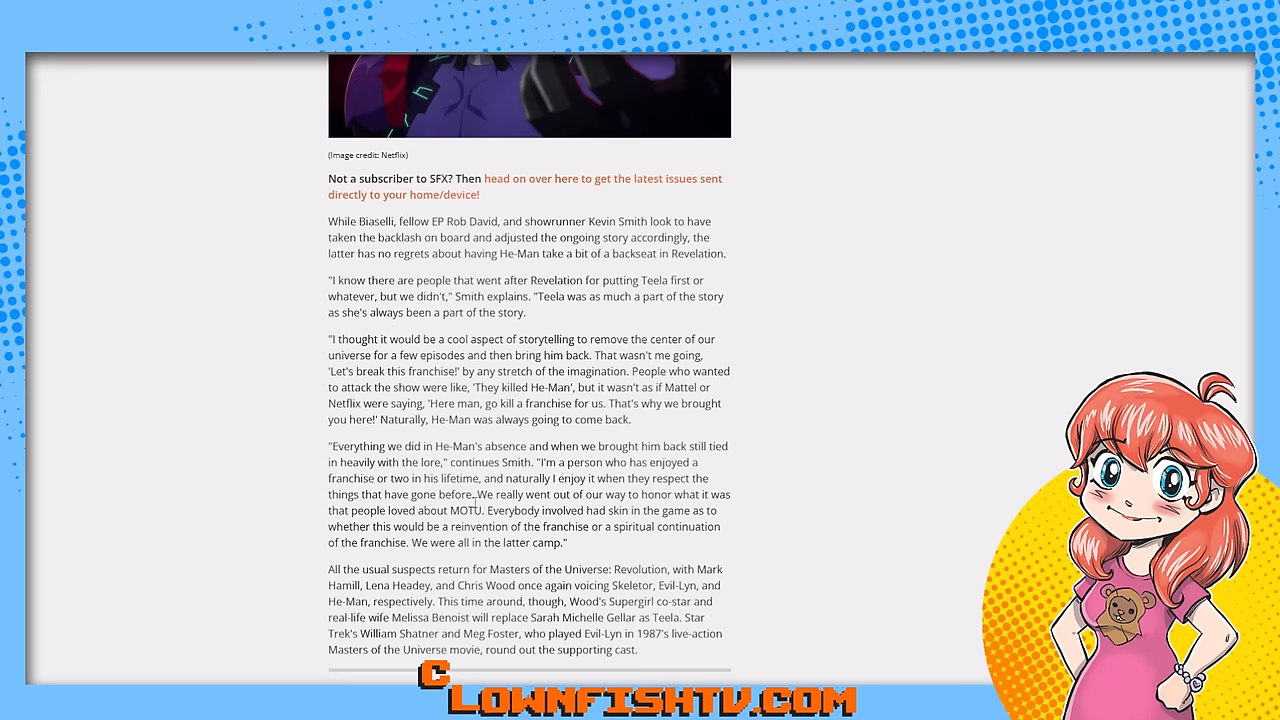 (Image credit: Netflix)
Not a subscriber to SFX? Then head on over here to get the latest issues sent
directly to your home/device!
While Biaselli, fellow EP Rob David, and showrunner Kevin Smith look to have
taken the backlash on board and adjusted the ongoing story accordingly, the
latter has no regrets about having He-Man take a bit of a backseat in Revelation.
"I know there are people that went after Revelation for putting Teela first or
whatever, but we didn't," Smith explains. "Teela was as much a part of the story
as she's always been a part of the story.
"I thought it would be a cool aspect of storytelling to remove the center of our
universe for a few episodes and then bring him back. That wasn't me going,
'Let's break this franchise!' by any stretch of the imagination. People who wanted
to attack the show were like, 'They killed He-Man', but it wasn't as if Mattel or
Netflix were saying, 'Here man, go kill a franchise for us. That's why we brought
you here!' Naturally, He-Man was always going to come back.
"Everything we did in He-Man's absence and when we brought him back still tied
in heavily with the lore," continues Smith. "I'm a person who has enjoyed a
franchise or two in his lifetime, and naturally I enjoy it when they respect the
things that have gone before. We really went out of our way to honor what it was
that people loved about MOTU. Everybody involved had skin in the game as to
whether this would be a reinvention of the franchise or a spiritual continuation
of the franchise. We were all in the latter camp."
All the usual suspects return for Masters of the Universe: Revolution, with Mark
Hamill, Lena Headey, and Chris Wood once again voicing Skeletor, Evil-Lyn, and
He-Man, respectively. This time around, though, Wood's Supergirl co-star and
real-life wife Melissa Benoist will replace Sarah Michelle Gellar as Teela. Star
Trek's William Shatner and Meg Foster, who played Evil-Lyn in 1987's live-action
Masters of the Universe movie, round out the supporting cast.
CLOWNFISHTV.COM